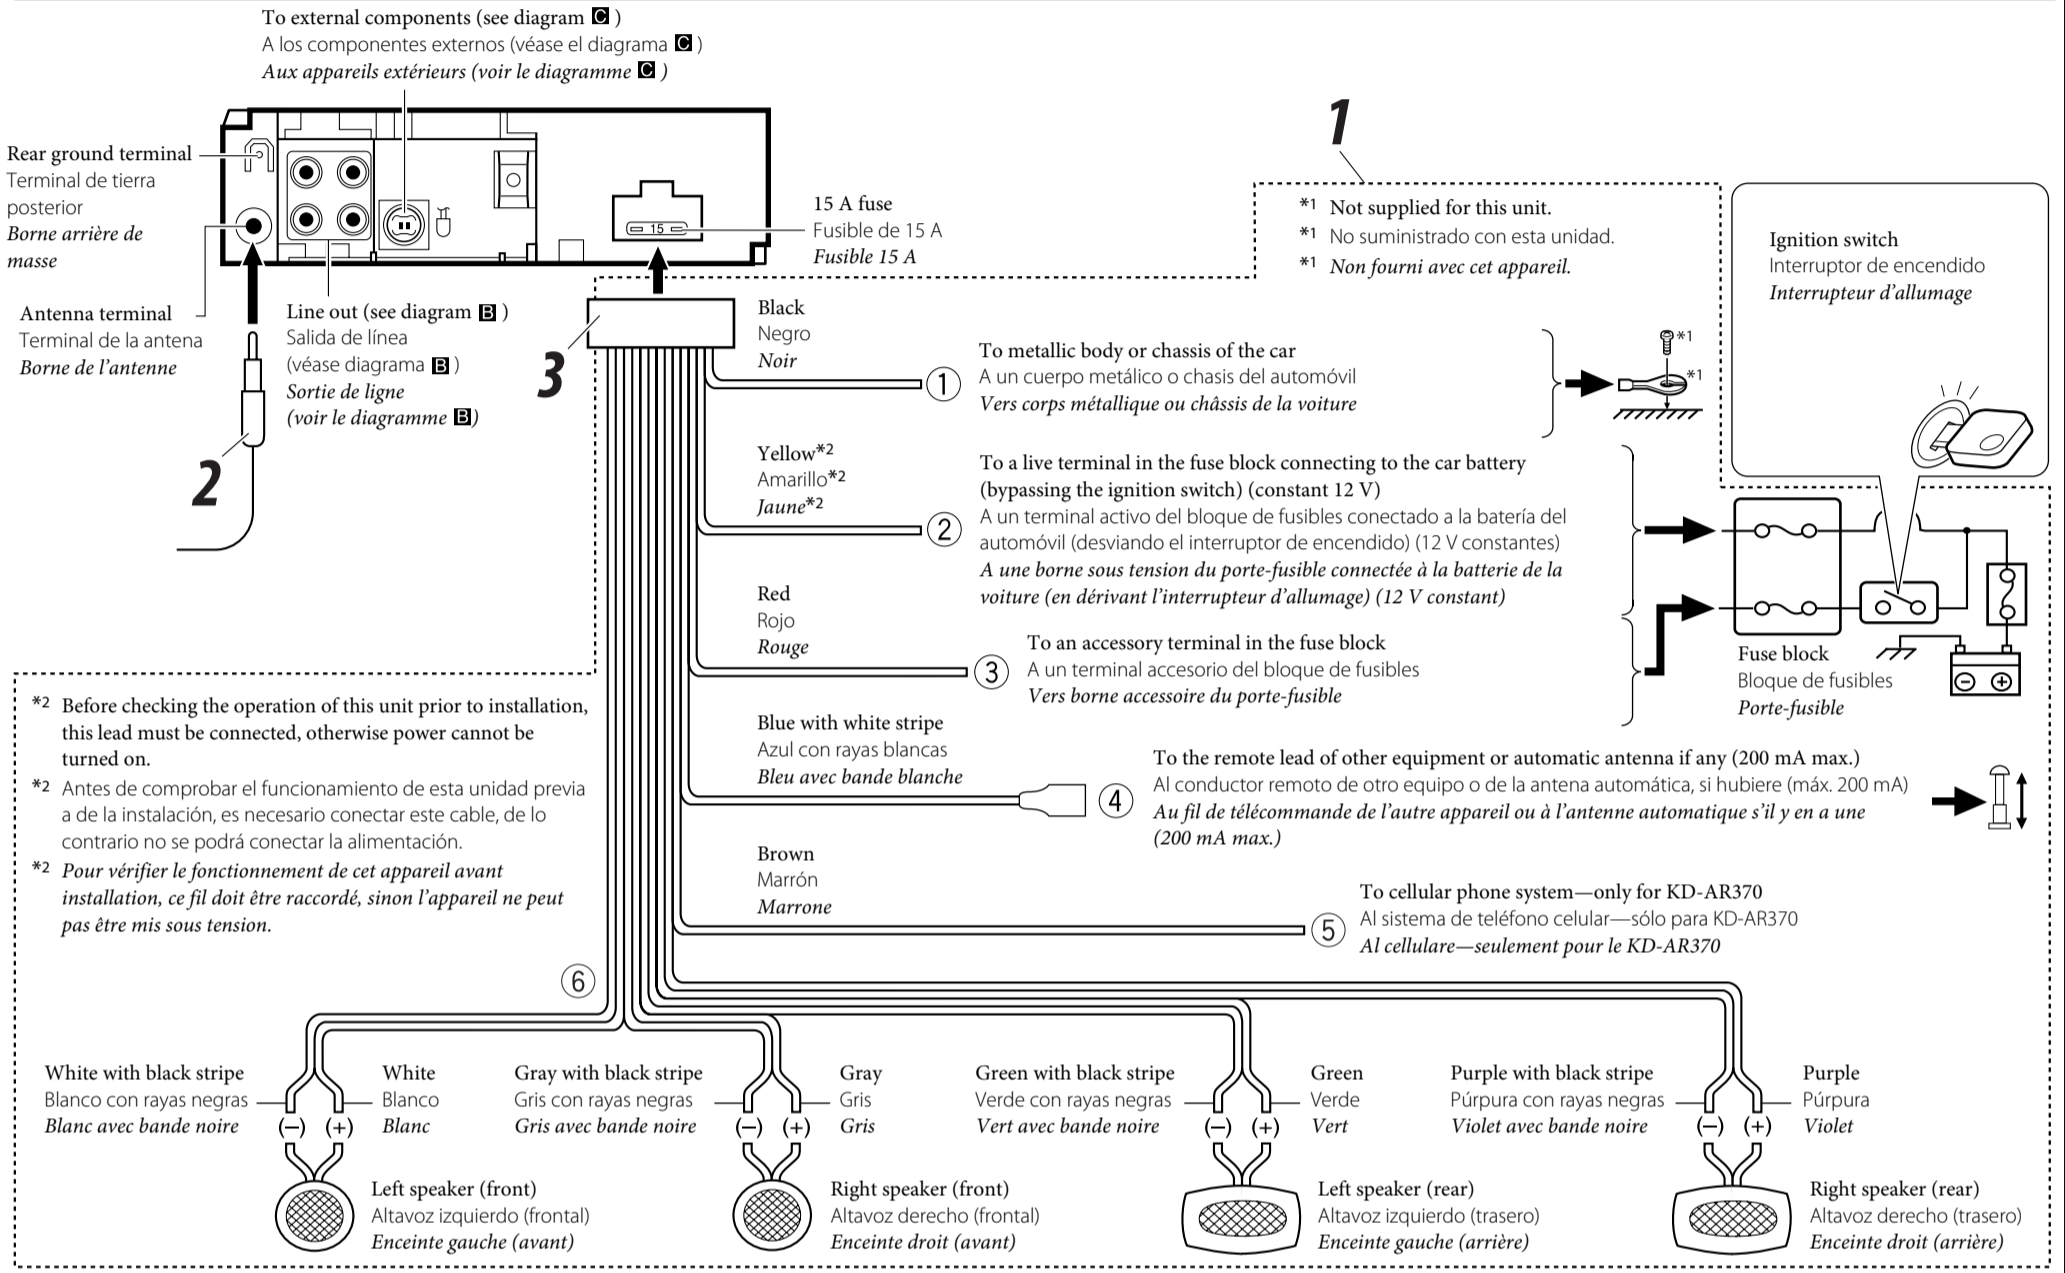 To external components (see diagram C )
A los componentes externos (véase el diagrama C )
Aux appareils extérieurs (voir le diagramme C )
Rear ground terminal
Terminal de tierra
posterior
Borne arrière de
masse
15
15 A fuse
Fusible de 15 A
Fusible 15 A
1
*1 Not supplied for this unit.
*1 No suministrado con esta unidad.
*1 Non fourni avec cet appareil.
Ignition switch
Interruptor de encendido
Interrupteur d'allumage
Antenna terminal
Terminal de la antena
Borne de l'antenne
Line out (see diagram B )
Salida de línea
(véase diagrama B )
Sortie de ligne
(voir le diagramme B)
2
3
Black
Negro
Noir
1
To metallic body or chassis of the car
A un cuerpo metálico o chasis del automóvil
Vers corps métallique ou châssis de la voiture
*1
*1
Yellow*2
Amarillo*2
Jaune*2
2
To a live terminal in the fuse block connecting to the car battery
(bypassing the ignition switch) (constant 12 V)
A un terminal activo del bloque de fusibles conectado a la batería del
automóvil (desviando el interruptor de encendido) (12 V constantes)
A une borne sous tension du porte-fusible connectée à la batterie de la
voiture (en dérivant l'interrupteur d'allumage) (12 V constant)
Red
Rojo
Rouge
3
To an accessory terminal in the fuse block
A un terminal accesorio del bloque de fusibles
Vers borne accessoire du porte-fusible
Fuse block
Bloque de fusibles
Porte-fusible
*2 Before checking the operation of this unit prior to installation,
this lead must be connected, otherwise power cannot be
turned on.
*2 Antes de comprobar el funcionamiento de esta unidad previa
a de la instalación, es necesario conectar este cable, de lo
contrario no se podrá conectar la alimentación.
*2 Pour vérifier le fonctionnement de cet appareil avant
installation, ce fil doit être raccordé, sinon l'appareil ne peut
pas être mis sous tension.
Blue with white stripe
Azul con rayas blancas
Bleu avec bande blanche
4
To the remote lead of other equipment or automatic antenna if any (200 mA max.)
Al conductor remoto de otro equipo o de la antena automática, si hubiere (máx. 200 mA)
Au fil de télécommande de l'autre appareil ou à l'antenne automatique s'il y en a une
(200 mA max.)
Brown
Marrón
Marrone
5
To cellular phone system—only for KD-AR370
Al sistema de teléfono celular—sólo para KD-AR370
Al cellulare—seulement pour le KD-AR370
6
White with black stripe
Blanco con rayas negras
Blanc avec bande noire
(−) (+)
White
Blanco
Blanc
Gray with black stripe
Gris con rayas negras
Gris avec bande noire
(−) (+)
Gray
Gris
Gris
Green with black stripe
Verde con rayas negras
Vert avec bande noire
(−) (+)
Green
Verde
Vert
Purple with black stripe
Púrpura con rayas negras
Violet avec bande noire
(−) (+)
Purple
Púrpura
Violet
Left speaker (front)
Altavoz izquierdo (frontal)
Enceinte gauche (avant)
Right speaker (front)
Altavoz derecho (frontal)
Enceinte droit (avant)
Left speaker (rear)
Altavoz izquierdo (trasero)
Enceinte gauche (arrière)
Right speaker (rear)
Altavoz derecho (trasero)
Enceinte droit (arrière)